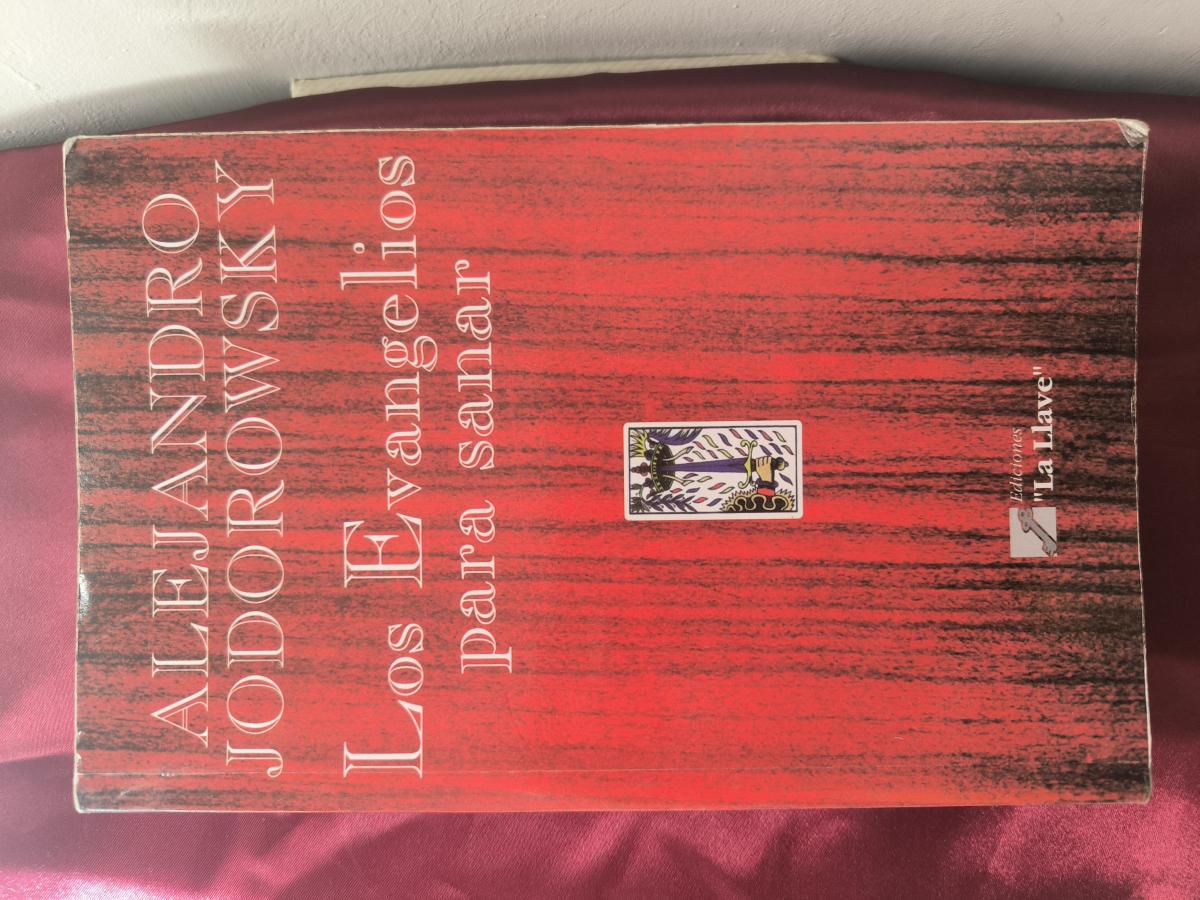 ALEJANDRO
JODOROWSKY
Los Evangelios
para sanar
Ediciones
"La Llave"